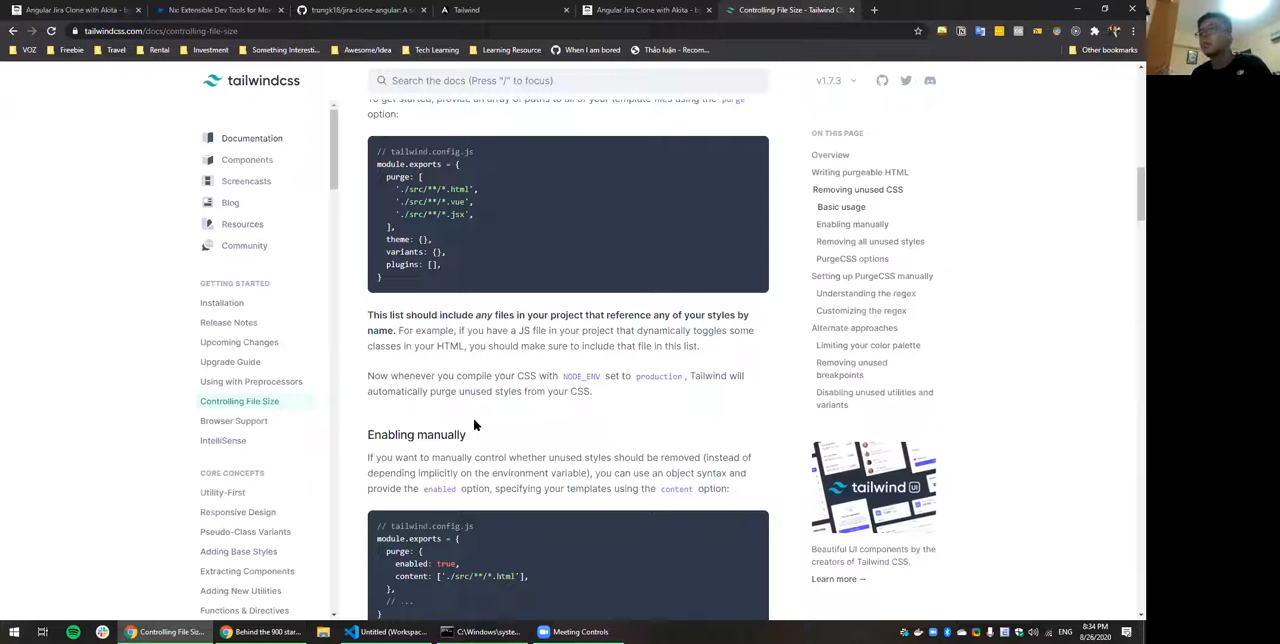 Angular Jira Clone with Akita - b
Nx: Extensible Dev Tools for Mo
trungk18/jira-clone-angular: A s
Tailwind
Angular Jira Clone with Akita - b
Controlling File Size - Tailwind C
tailwindcss.com/docs/controlling-file-size
VOZ
Freebie
Travel
Rental
Investment
Something Interesti...
Awesome/Idea
Tech Learning
Learning Resource
When I am bored
Thảo luận - Recom...
Other bookmarks
tailwindcss
Search the docs (Press "/" to focus)
v1.7.3
Documentation
Components
Screencasts
Blog
Resources
Community
GETTING STARTED
Installation
Release Notes
Upcoming Changes
Upgrade Guide
Using with Preprocessors
Controlling File Size
Browser Support
IntelliSense
CORE CONCEPTS
Utility-First
Responsive Design
Pseudo-Class Variants
Adding Base Styles
Extracting Components
Adding New Utilities
Functions & Directives
To get started, provide an array of paths to all of your template files using the purge
option:
// tailwind.config.js
module.exports = {
purge: [
'./src/**/*.html',
'./src/**/*.vue',
'./src/**/*.jsx',
],
theme: {},
variants: {},
plugins: [],
}
This list should include any files in your project that reference any of your styles by
name. For example, if you have a JS file in your project that dynamically toggles some
classes in your HTML, you should make sure to include that file in this list.
Now whenever you compile your CSS with NODE_ENV set to production, Tailwind will
automatically purge unused styles from your CSS.
Enabling manually
If you want to manually control whether unused styles should be removed (instead of
depending implicitly on the environment variable), you can use an object syntax and
provide the enabled option, specifying your templates using the content option:
// tailwind.config.js
module.exports = {
purge: {
enabled: true,
content: ['./src/**/*.html'],
},
// ...
}
ON THIS PAGE
Overview
Writing purgeable HTML
Removing unused CSS
Basic usage
Enabling manually
Removing all unused styles
PurgeCSS options
Setting up PurgeCSS manually
Understanding the regex
Customizing the regex
Alternate approaches
Limiting your color palette
Removing unused
breakpoints
Disabling unused utilities and
variants
tailwind UI
Beautiful UI components by the
creators of Tailwind CSS.
Learn more →
Controlling File Siz...
Behind the 900 star...
Untitled (Workspac...
C:\Windows\syste...
Meeting Controls
ENG
8:34 PM
8/26/2020